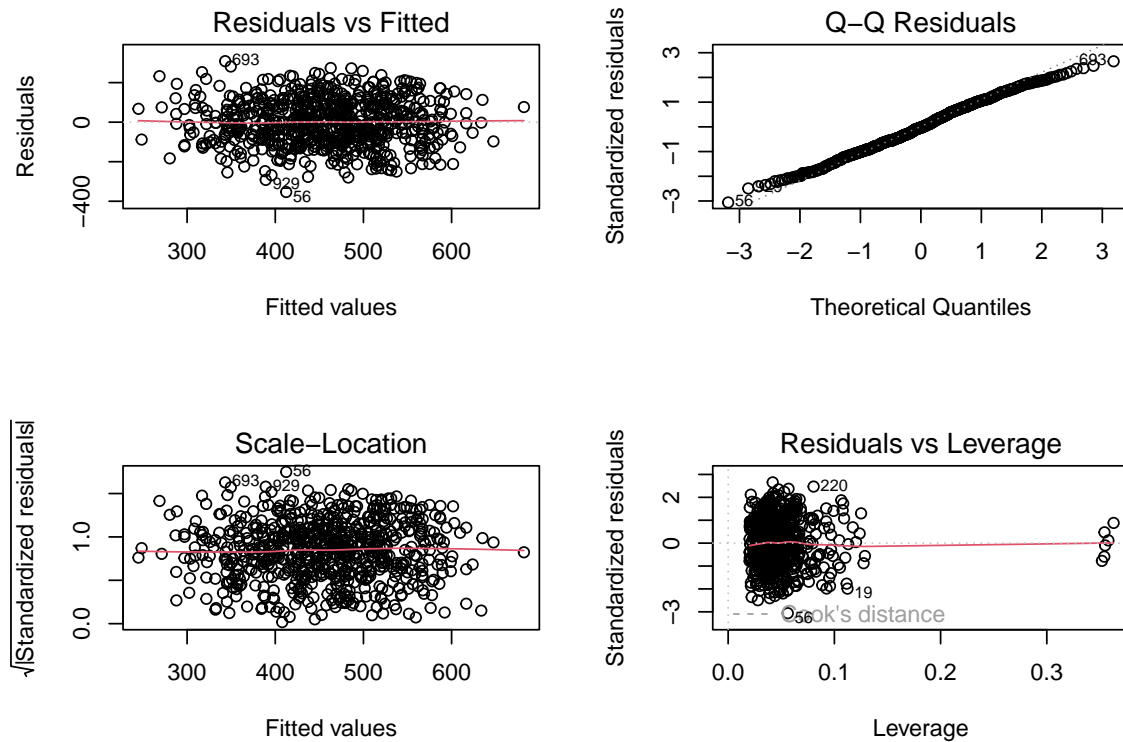 Residuals vs Fitted
Residuals
0
−400
300 400 500 600
Fitted values
693
929
56
Q−Q Residuals
Standardized residuals
3
1
−1
−3
−3 −2 −1 0 1 2 3
Theoretical Quantiles
693
56
Scale−Location
√|Standardized residuals|
1.0
0.0
300 400 500 600
Fitted values
56
693
929
Residuals vs Leverage
Standardized residuals
2
0
−3
0.0 0.1 0.2 0.3
Leverage
220
19
56
Cook's distance